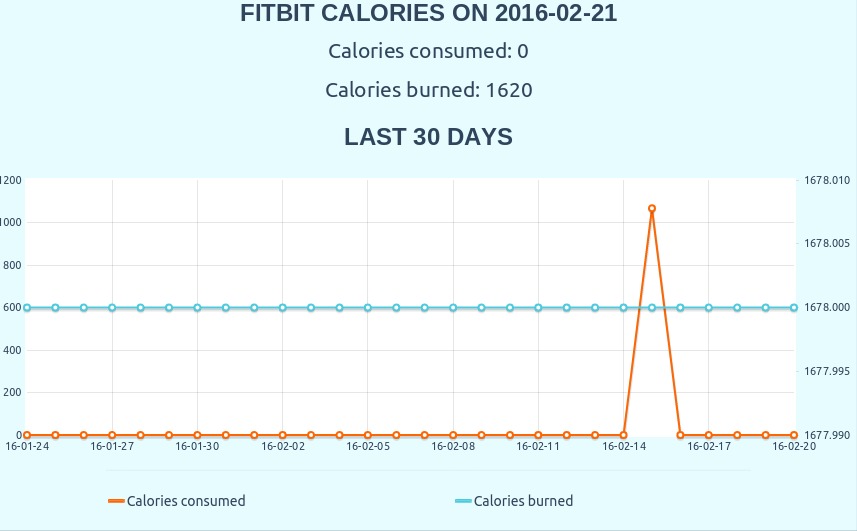 FITBIT CALORIES ON 2016-02-21
Calories consumed: 0
Calories burned: 1620
LAST 30 DAYS
1200 1678.010
1000
1678.005
800
600 1678.000
400
1677.995
200
0 1677.990
16-01-24 16-01-27 16-01-30 16-02-02 16-02-05 16-02-08 16-02-11 16-02-14 16-02-17 16-02-20
Calories consumed Calories burned